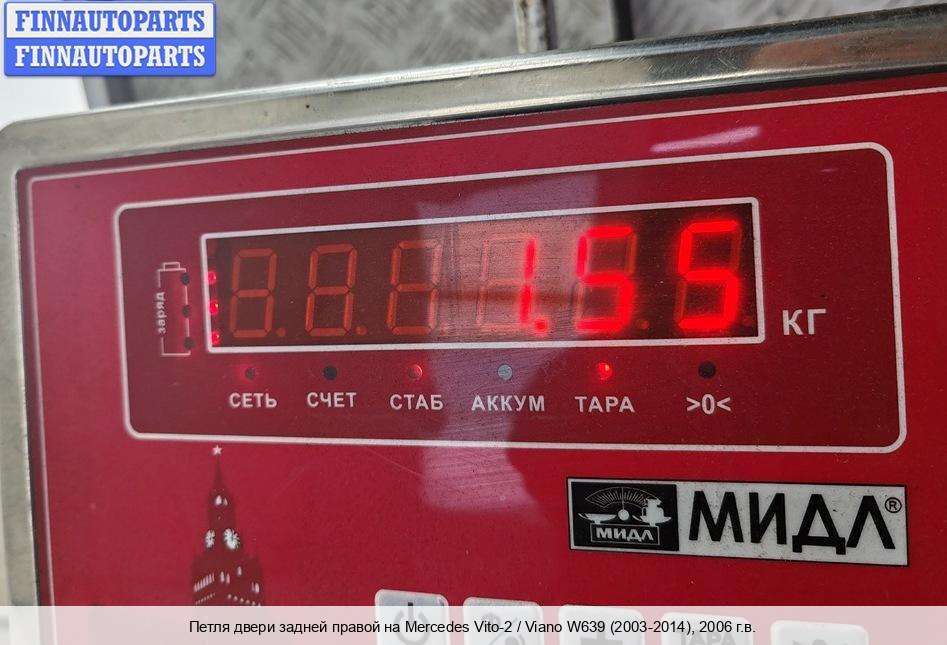 FINNAUTOPARTS
FINNAUTOPARTS
заряд
1.55
КГ
СЕТЬ СЧЕТ СТАБ АККУМ ТАРА >0<
МИДЛ МИДЛ®
ТАРА
Петля двери задней правой на Mercedes Vito-2 / Viano W639 (2003-2014), 2006 г.в.